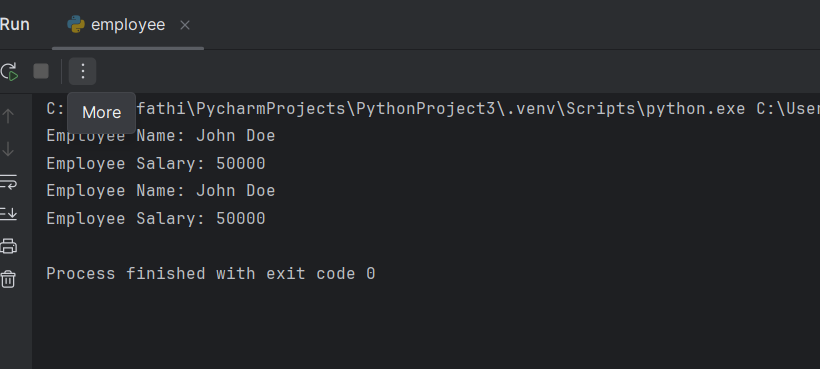 Run employee
More
C: fathi\PycharmProjects\PythonProject3\.venv\Scripts\python.exe C:\User
Employee Name: John Doe
Employee Salary: 50000
Employee Name: John Doe
Employee Salary: 50000
Process finished with exit code 0